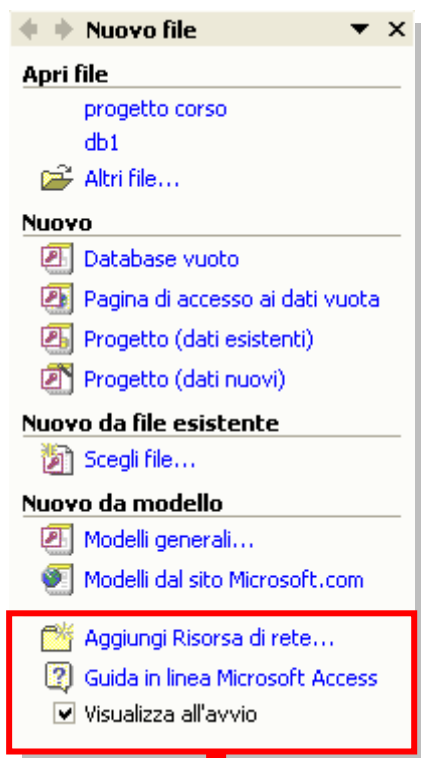 Nuovo file
Apri file
progetto corso
db1
Altri file...
Nuovo
Database vuoto
Pagina di accesso ai dati vuota
Progetto (dati esistenti)
Progetto (dati nuovi)
Nuovo da file esistente
Scegli file...
Nuovo da modello
Modelli generali...
Modelli dal sito Microsoft.com
Aggiungi Risorsa di rete...
Guida in linea Microsoft Access
Visualizza all'avvio